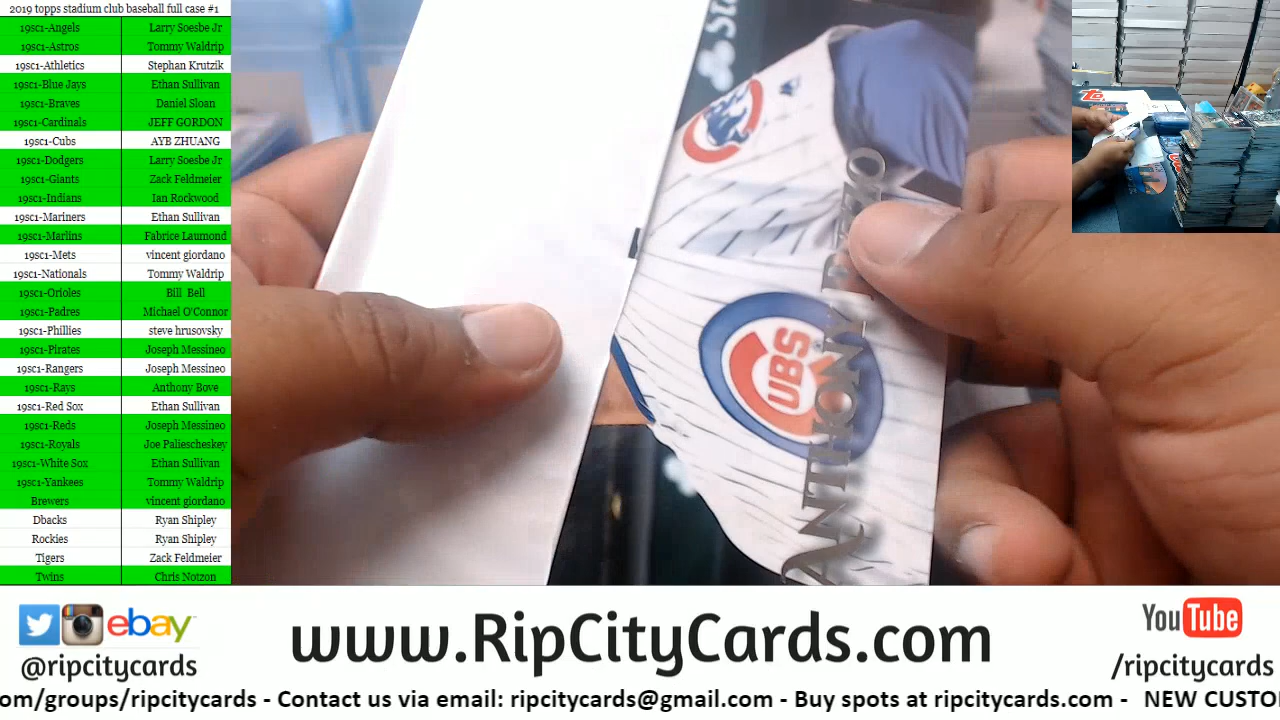 2019 topps stadium club baseball full case #1
19sc1-Angels Larry Soesbe Jr
19sc1-Astros Tommy Waldrip
19sc1-Athletics Stephan Krutzik
19sc1-Blue Jays Ethan Sullivan
19sc1-Braves Daniel Sloan
19sc1-Cardinals JEFF GORDON
19sc1-Cubs AYB ZHUANG
19sc1-Dodgers Larry Soesbe Jr
19sc1-Giants Zack Feldmeier
19sc1-Indians Ian Rockwood
19sc1-Mariners Ethan Sullivan
19sc1-Marlins Fabrice Laumond
19sc1-Mets vincent giordano
19sc1-Nationals Tommy Waldrip
19sc1-Orioles Bill Bell
19sc1-Padres Michael O'Connor
19sc1-Phillies steve hrusovsky
19sc1-Pirates Joseph Messineo
19sc1-Rangers Joseph Messineo
19sc1-Rays Anthony Bove
19sc1-Red Sox Ethan Sullivan
19sc1-Reds Joseph Messineo
19sc1-Royals Joe Paliescheskey
19sc1-White Sox Ethan Sullivan
19sc1-Yankees Tommy Waldrip
Brewers vincent giordano
Dbacks Ryan Shipley
Rockies Ryan Shipley
Tigers Zack Feldmeier
Twins Chris Notzon
UBS
ANTHONY
ebay
@ripcitycards
www.RipCityCards.com
YouTube
/ripcitycards
om/groups/ripcitycards - Contact us via email: ripcitycards@gmail.com - Buy spots at ripcitycards.com - NEW CUSTO